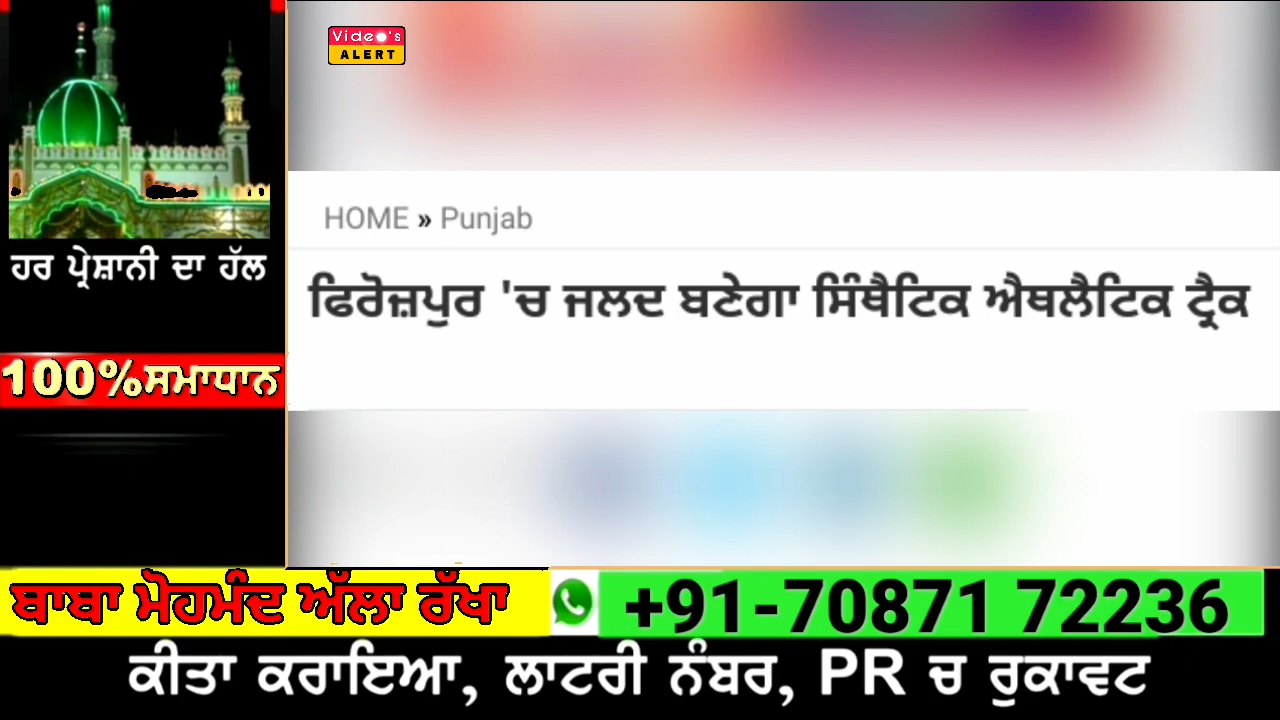 Video's
ALERT
HOME » Punjab
ਫਿਰੋਜ਼ਪੁਰ 'ਚ ਜਲਦ ਬਣੇਗਾ ਸਿੰਥੈਟਿਕ ਐਥਲੈਟਿਕ ਟ੍ਰੈਕ
ਹਰ ਪ੍ਰੇਸ਼ਾਨੀ ਦਾ ਹੱਲ
100%ਸਮਾਧਾਨ
ਬਾਬਾ ਮੋਹਮੰਦ ਅੱਲਾ ਰੱਖਾ
+91-70871 72236
ਕੀਤਾ ਕਰਾਇਆ, ਲਾਟਰੀ ਨੰਬਰ, PR ਚ ਰੁਕਾਵਟ